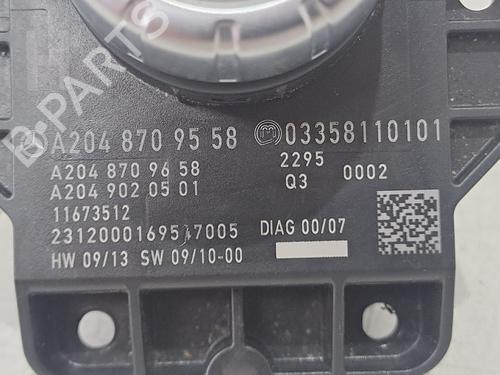 A204 870 95 58 03358110101
A204 870 96 58 2295
A204 902 05 01 Q3 0002
11673512
2312000169517005 DIAG 00/07
HW 09/13 SW 09/10-00